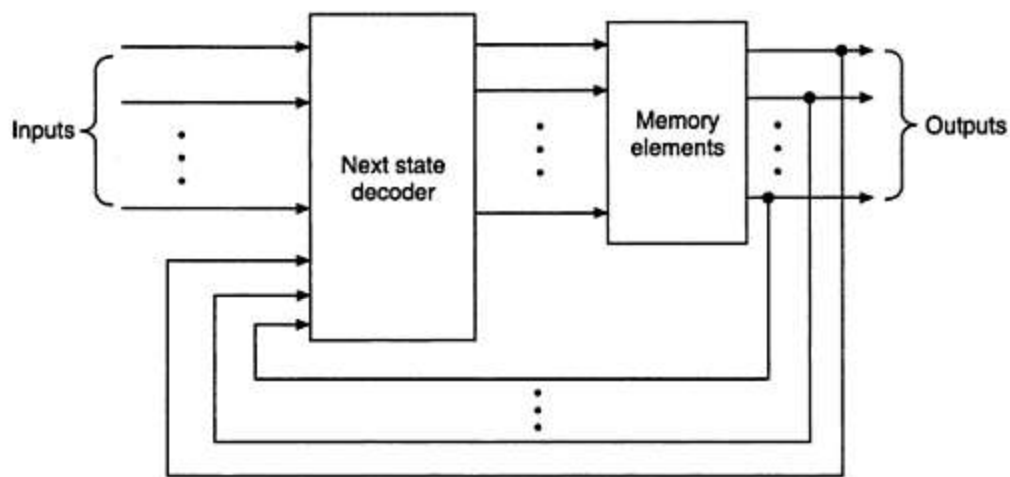 Inputs
Next state
decoder
Memory
elements
Outputs